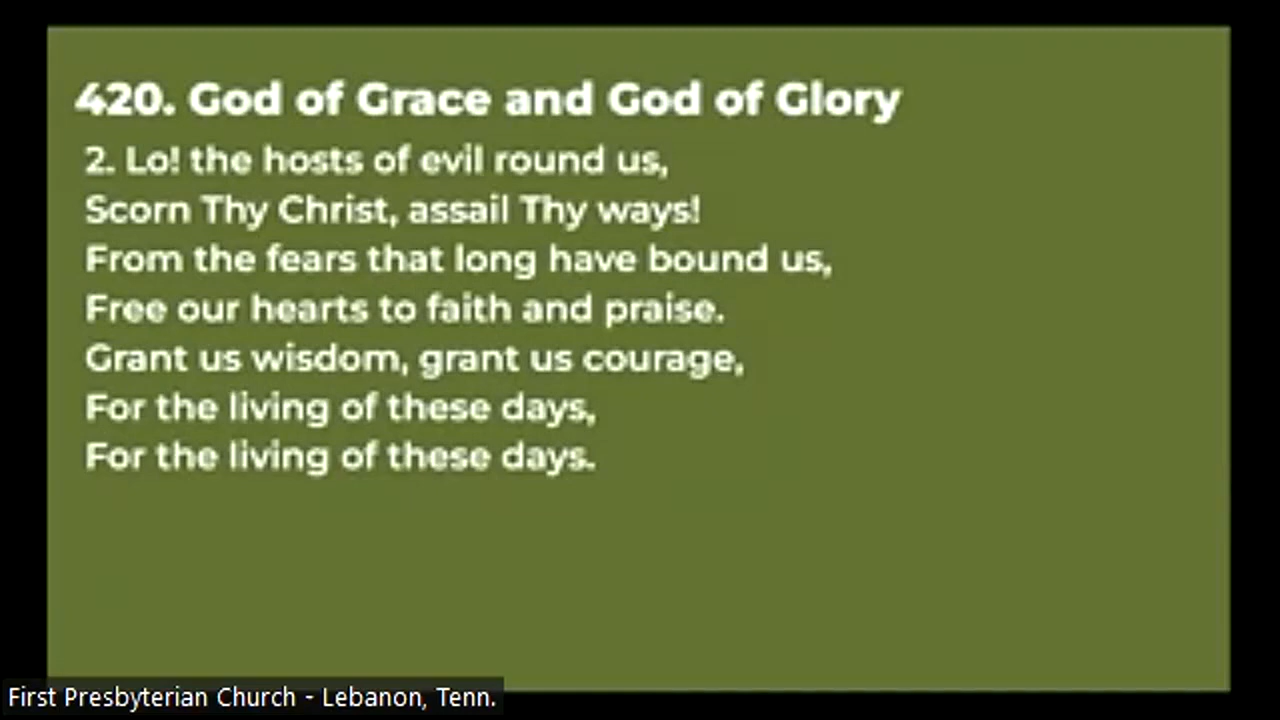 420. God of Grace and God of Glory
2. Lo! the hosts of evil round us,
Scorn Thy Christ, assail Thy ways!
From the fears that long have bound us,
Free our hearts to faith and praise.
Grant us wisdom, grant us courage,
For the living of these days,
For the living of these days.
First Presbyterian Church - Lebanon, Tenn.